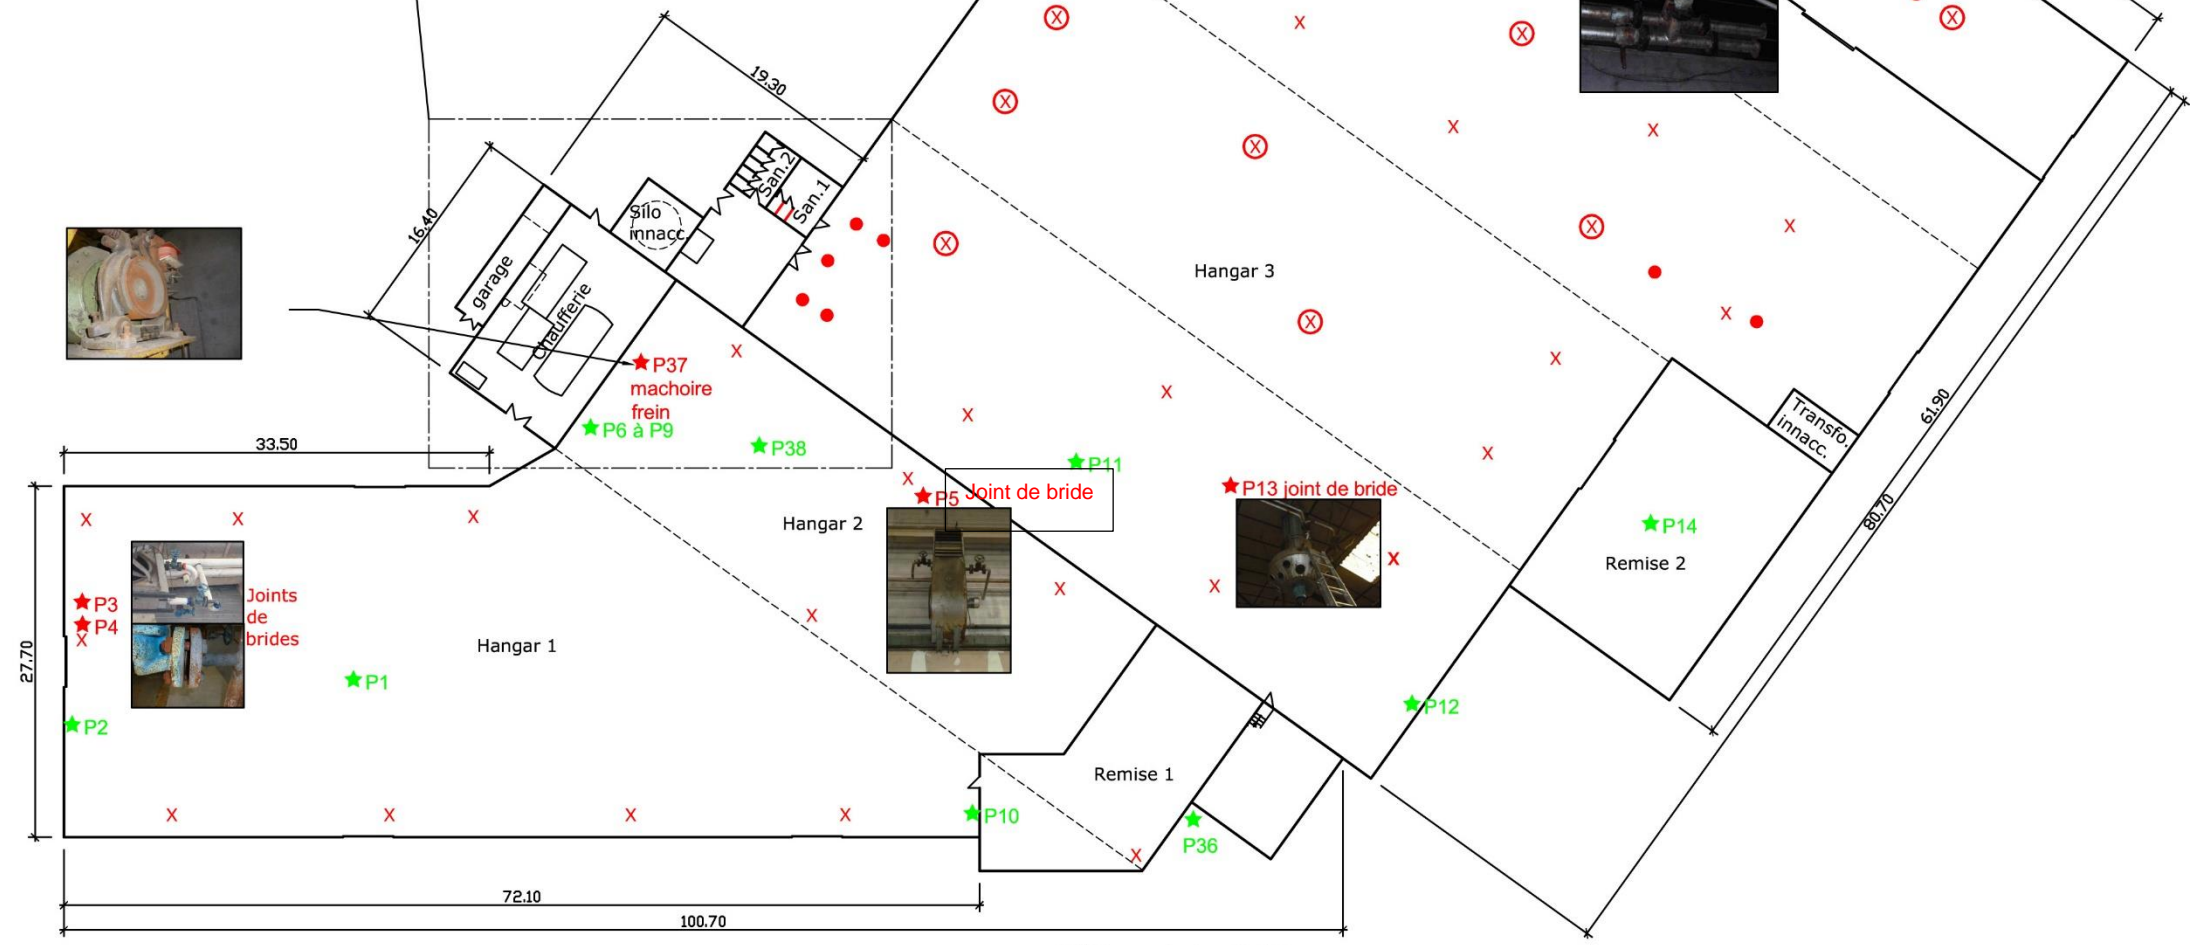 19.30
San.2
San.1
Silo
innacc.
16.40
garage
Chaufferie
Hangar 3
P37
machoire
frein
P6 à P9
P38
33.50
P11
Joint de bride
P5
P13 joint de bride
Transfo.
innacc.
61.90
80.70
P14
Remise 2
Hangar 2
X
P3
P4
Joints
de
brides
Hangar 1
27.70
P1
P2
P12
Remise 1
P10
P36
72.10
100.70